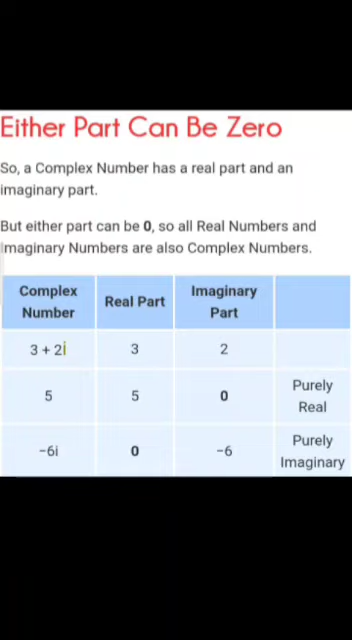 Either Part Can Be Zero
So, a Complex Number has a real part and an
imaginary part.
But either part can be 0, so all Real Numbers and
Imaginary Numbers are also Complex Numbers.
Complex Number Real Part Imaginary Part
3 + 2i 3 2
5 5 0 Purely Real
−6i 0 −6 Purely Imaginary